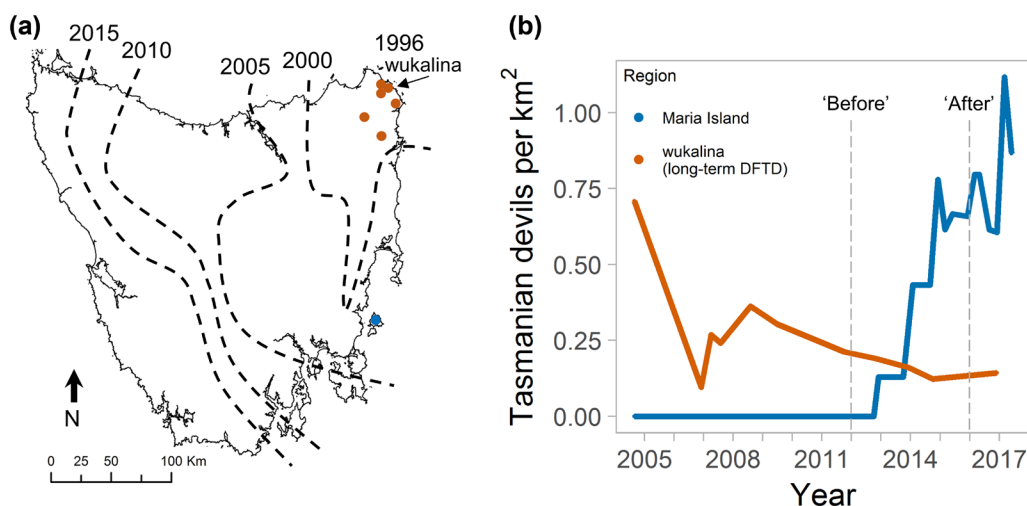 (a)
2015
2010
2005
2000
1996
wukalina
N
0 25 50 100 Km
(b)
Tasmanian devils per km²
1.00
0.75
0.50
0.25
0.00
Region
Maria Island
wukalina
(long-term DFTD)
'Before'
'After'
2005 2008 2011 2014 2017
Year